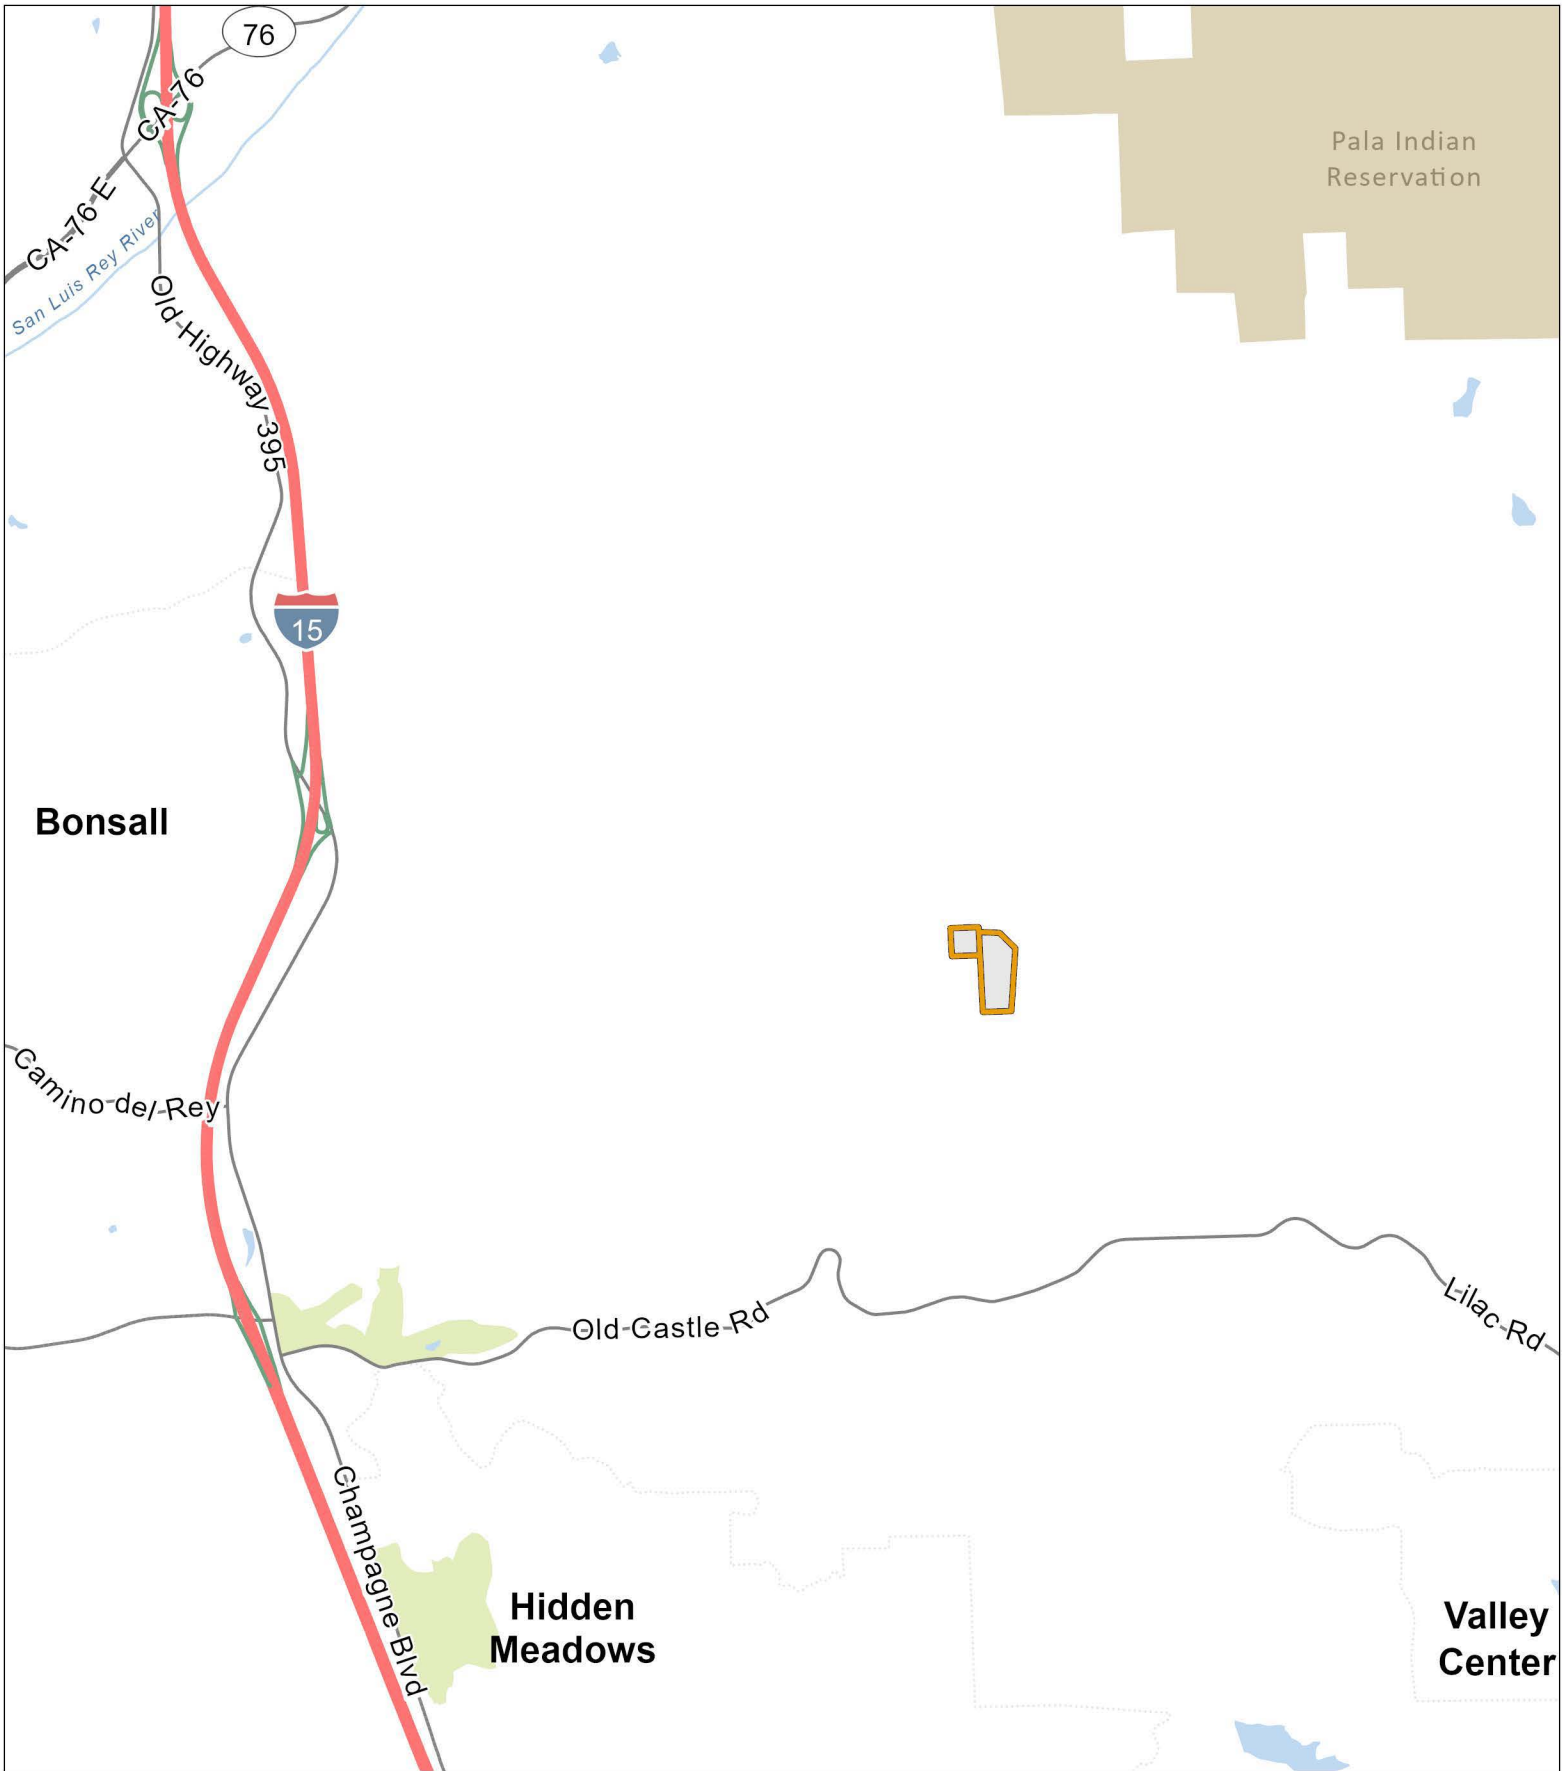 76
CA-76
CA-76 E
San Luis Rey River
Pala Indian
Reservation
Old Highway 395
15
Bonsall
Camino del Rey
Old Castle Rd
Lilac Rd
Champagne Blvd
Hidden
Meadows
Valley
Center